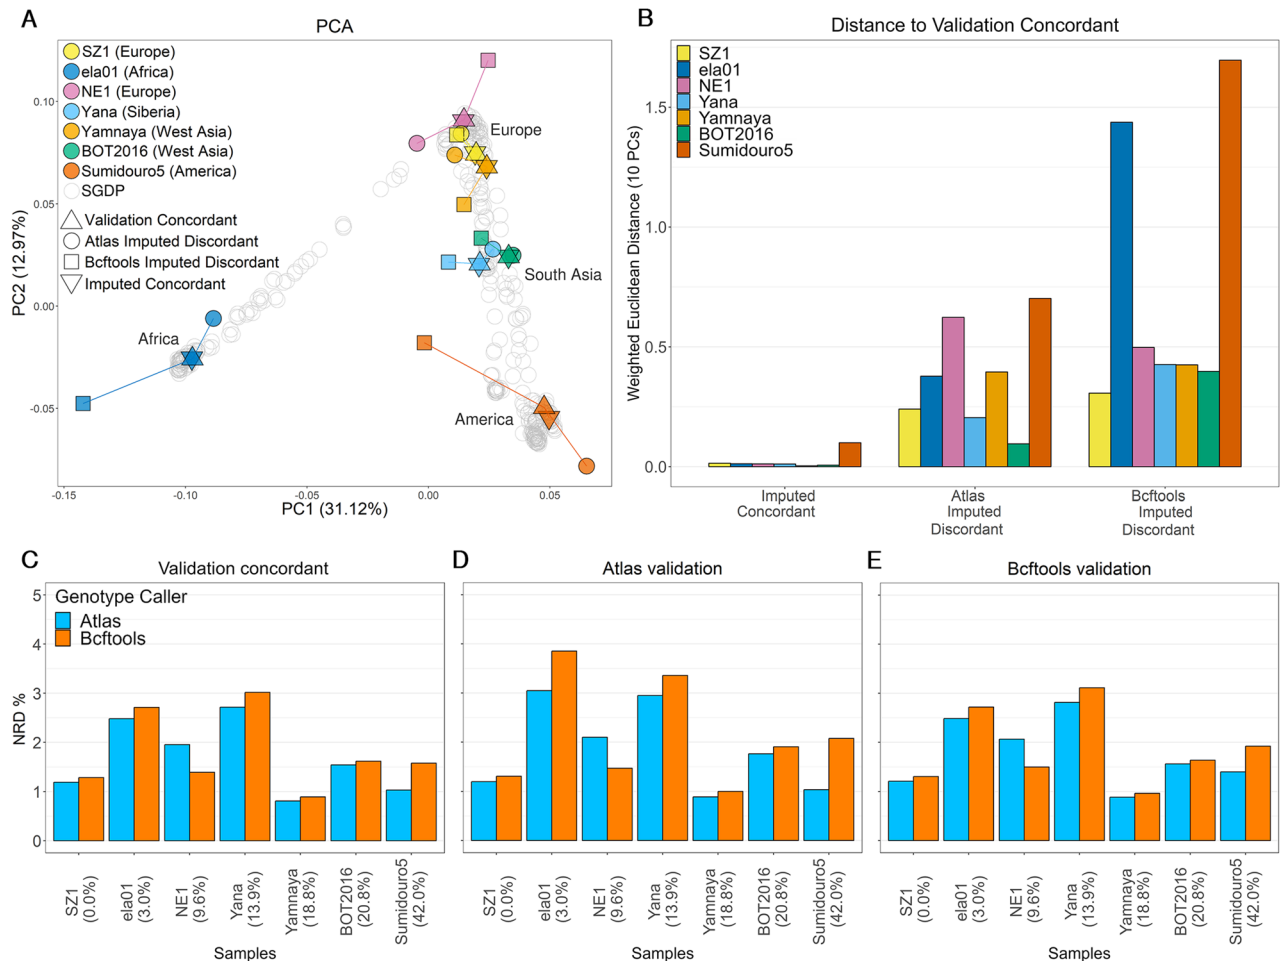 A
PCA
SZ1 (Europe)
ela01 (Africa)
NE1 (Europe)
Yana (Siberia)
Yamnaya (West Asia)
BOT2016 (West Asia)
Sumidouro5 (America)
SGDP
Validation Concordant
Atlas Imputed Discordant
Bcftools Imputed Discordant
Imputed Concordant
Europe
South Asia
Africa
America
PC2 (12.97%)
0.10
0.05
0.00
-0.05
-0.15
-0.10
-0.05
0.00
0.05
PC1 (31.12%)
B
Distance to Validation Concordant
SZ1
ela01
NE1
Yana
Yamnaya
BOT2016
Sumidouro5
Weighted Euclidean Distance (10 PCs)
1.5
1.0
0.5
0.0
Imputed
Concordant
Atlas
Imputed
Discordant
Bcftools
Imputed
Discordant
C
Validation concordant
Genotype Caller
Atlas
Bcftools
NRD %
5
4
3
2
1
0
SZ1
(0.0%)
ela01
(3.0%)
NE1
(9.6%)
Yana
(13.9%)
Yamnaya
(18.8%)
BOT2016
(20.8%)
Sumidouro5
(42.0%)
Samples
D
Atlas validation
SZ1
(0.0%)
ela01
(3.0%)
NE1
(9.6%)
Yana
(13.9%)
Yamnaya
(18.8%)
BOT2016
(20.8%)
Sumidouro5
(42.0%)
Samples
E
Bcftools validation
SZ1
(0.0%)
ela01
(3.0%)
NE1
(9.6%)
Yana
(13.9%)
Yamnaya
(18.8%)
BOT2016
(20.8%)
Sumidouro5
(42.0%)
Samples